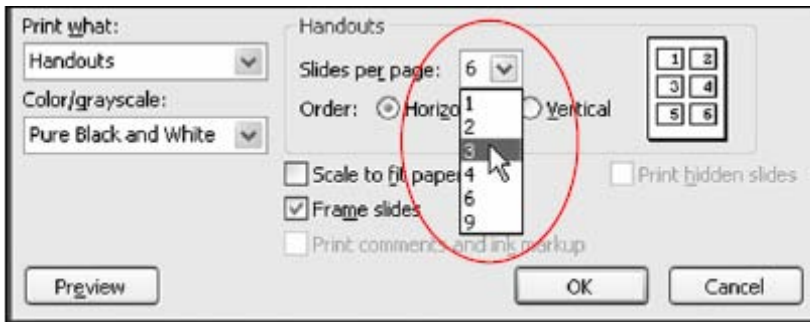 Print what:
Handouts
Color/grayscale:
Pure Black and White
Handouts
Slides per page: 6
1
2
3
4
6
9
Order: Horizo Vertical
Scale to fit paper
Print hidden slides
Frame slides
Print comments and ink markup
1 2
3 4
5 6
Preview
OK
Cancel